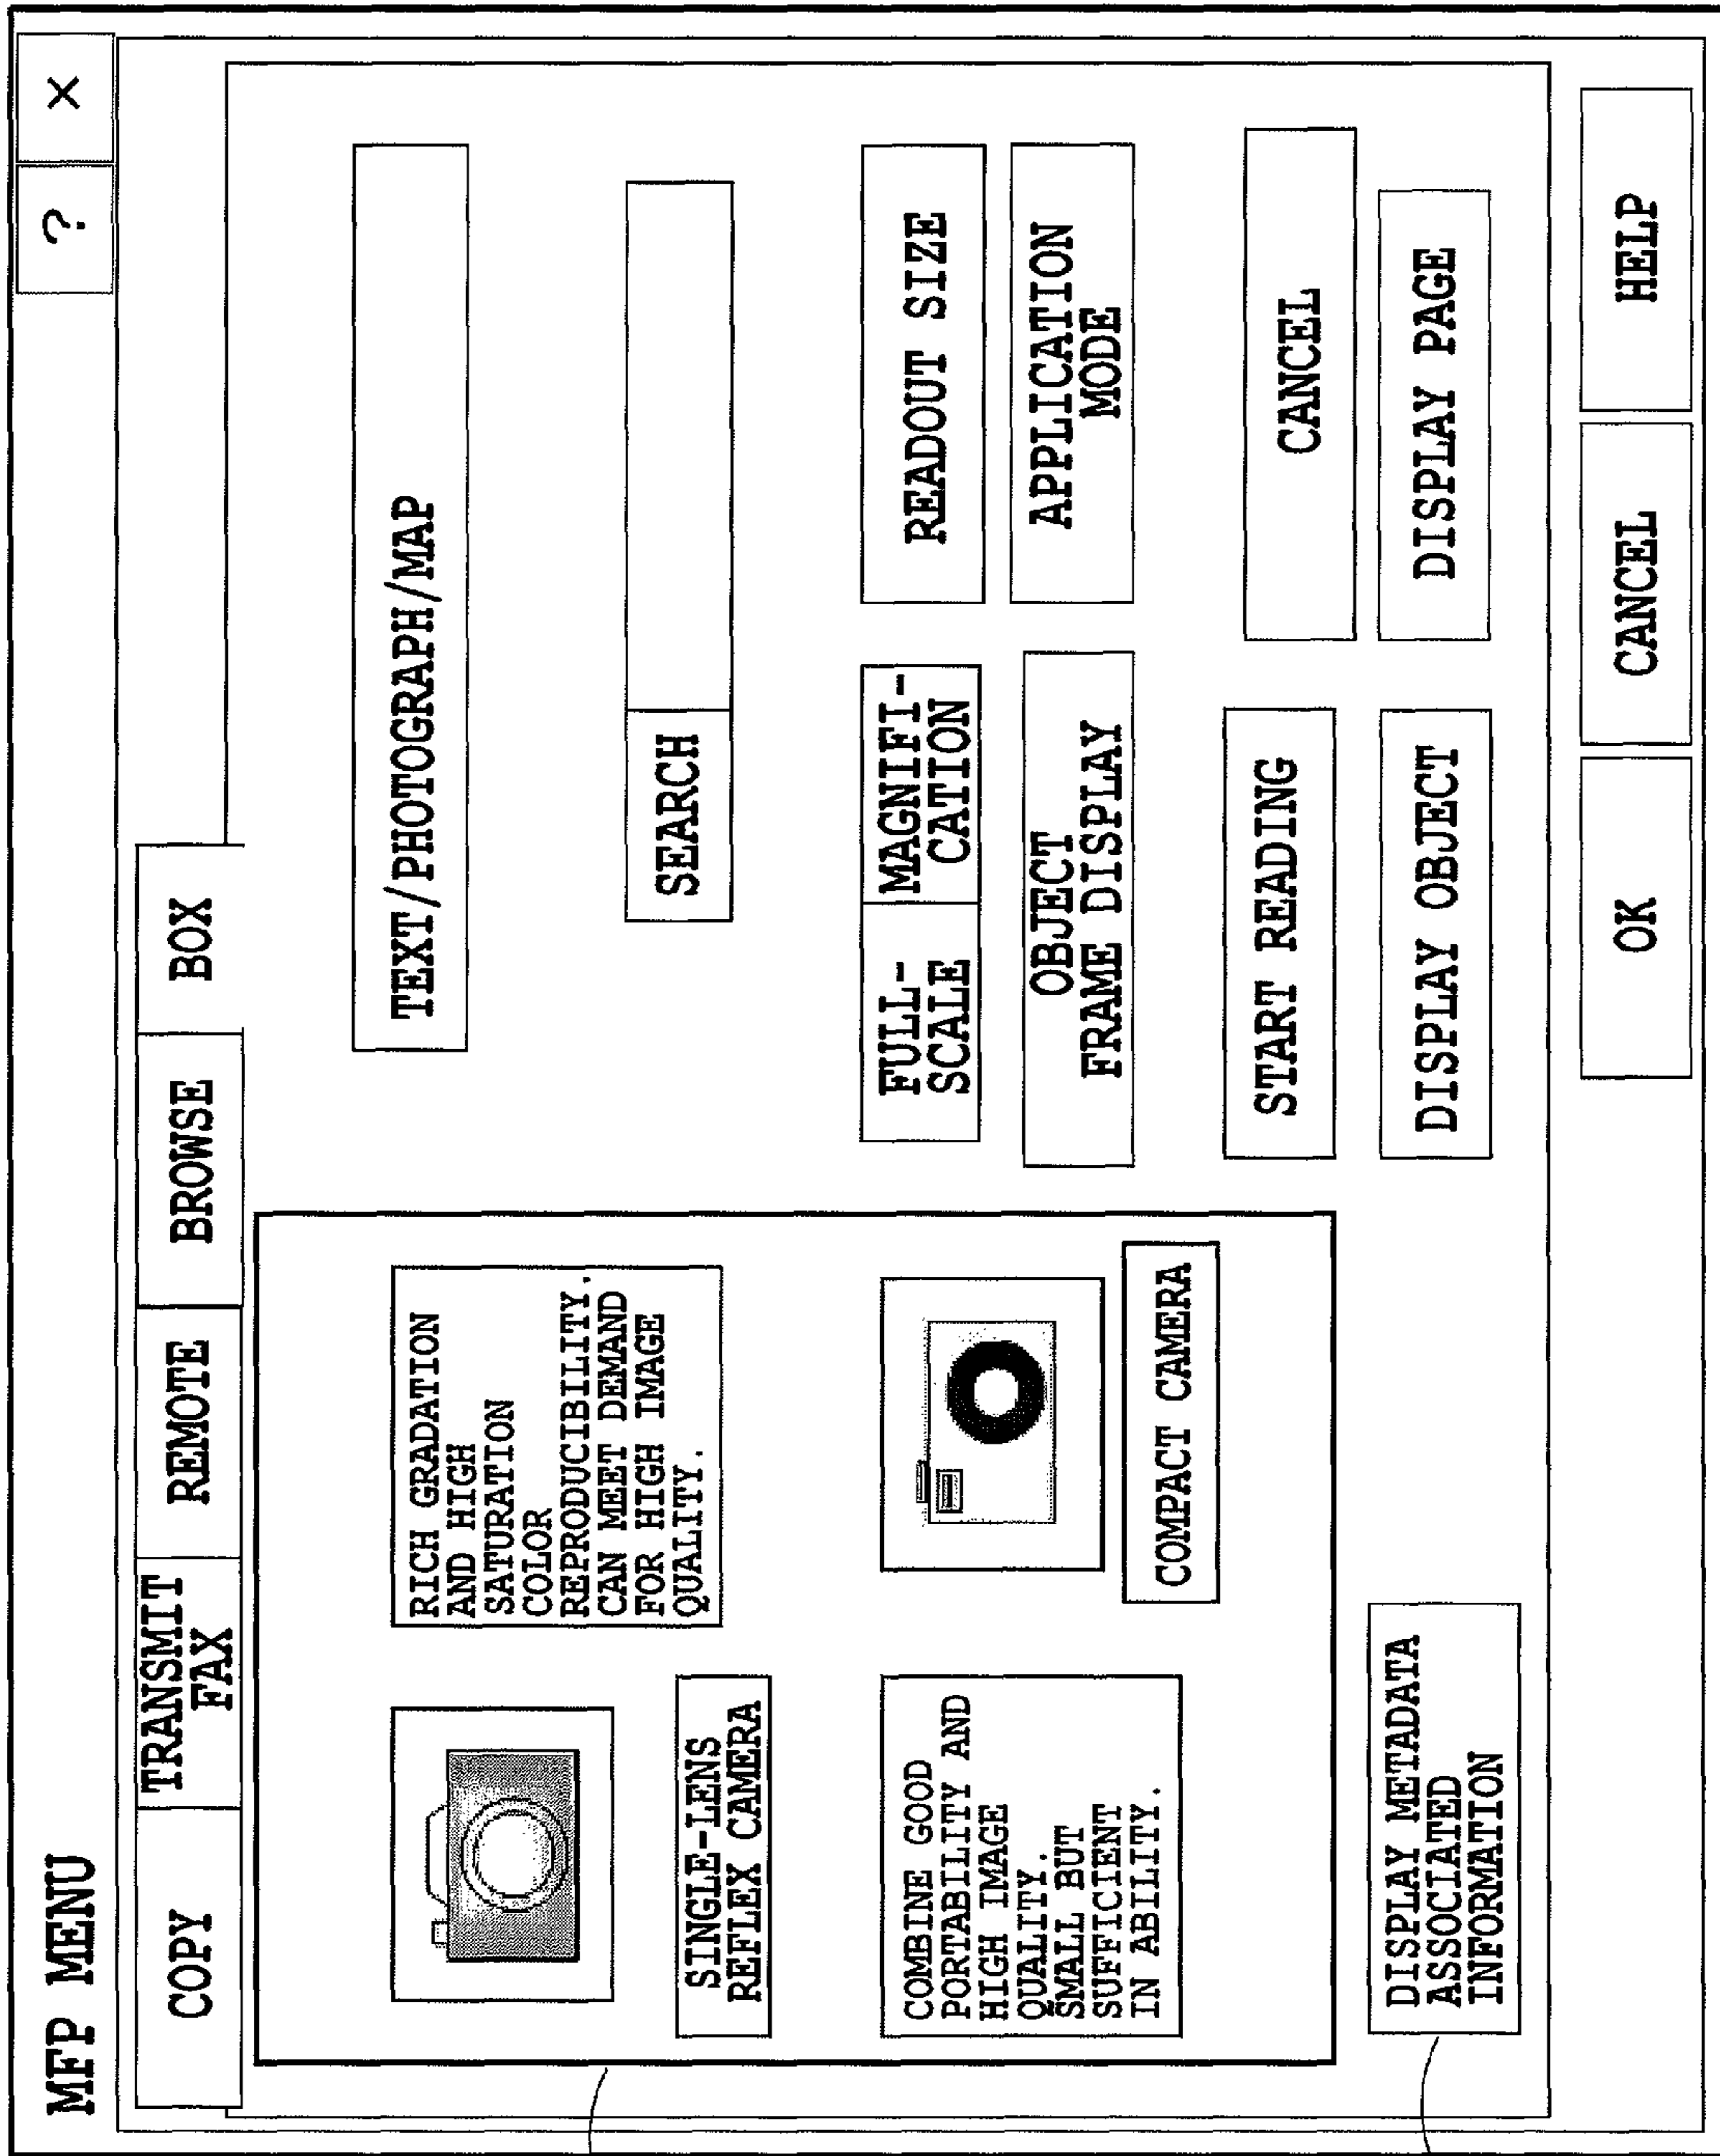 MFP MENU
?
×
COPY
TRANSMIT
FAX
REMOTE
BROWSE
BOX
RICH GRADATION
AND HIGH
SATURATION
COLOR
REPRODUCIBILITY.
CAN MEET DEMAND
FOR HIGH IMAGE
QUALITY.
SINGLE-LENS
REFLEX CAMERA
COMBINE GOOD
PORTABILITY AND
HIGH IMAGE
QUALITY.
SMALL BUT
SUFFICIENT
IN ABILITY.
COMPACT CAMERA
DISPLAY METADATA
ASSOCIATED
INFORMATION
TEXT/PHOTOGRAPH/MAP
SEARCH
FULL-
SCALE
MAGNIFI-
CATION
READOUT SIZE
OBJECT
FRAME DISPLAY
APPLICATION
MODE
START READING
CANCEL
DISPLAY OBJECT
DISPLAY PAGE
OK
CANCEL
HELP